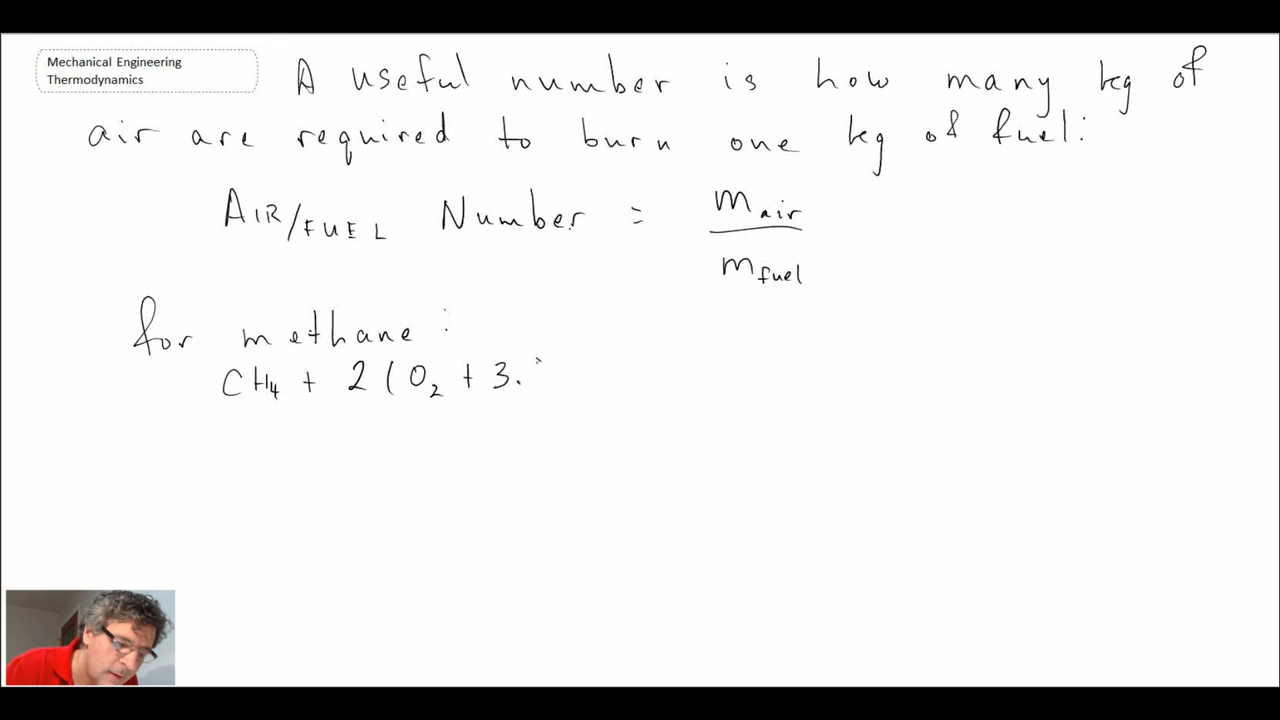 Mechanical Engineering
Thermodynamics
A useful number is how many kg of
air are required to burn one kg of fuel:
AIR/FUEL Number = m_air
m_fuel
for methane:
CH₄ + 2(O₂ + 3.